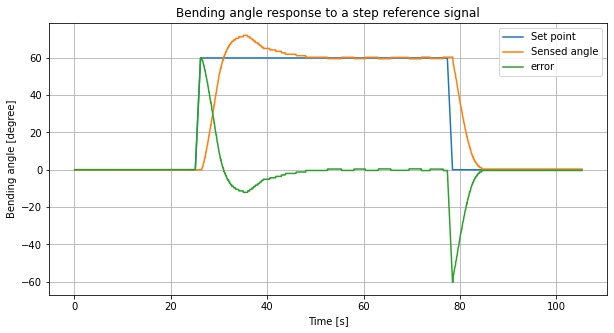 Bending angle response to a step reference signal
Bending angle [degree]
60
40
20
0
−20
−40
−60
0
20
40
60
80
100
Time [s]
Set point
Sensed angle
error